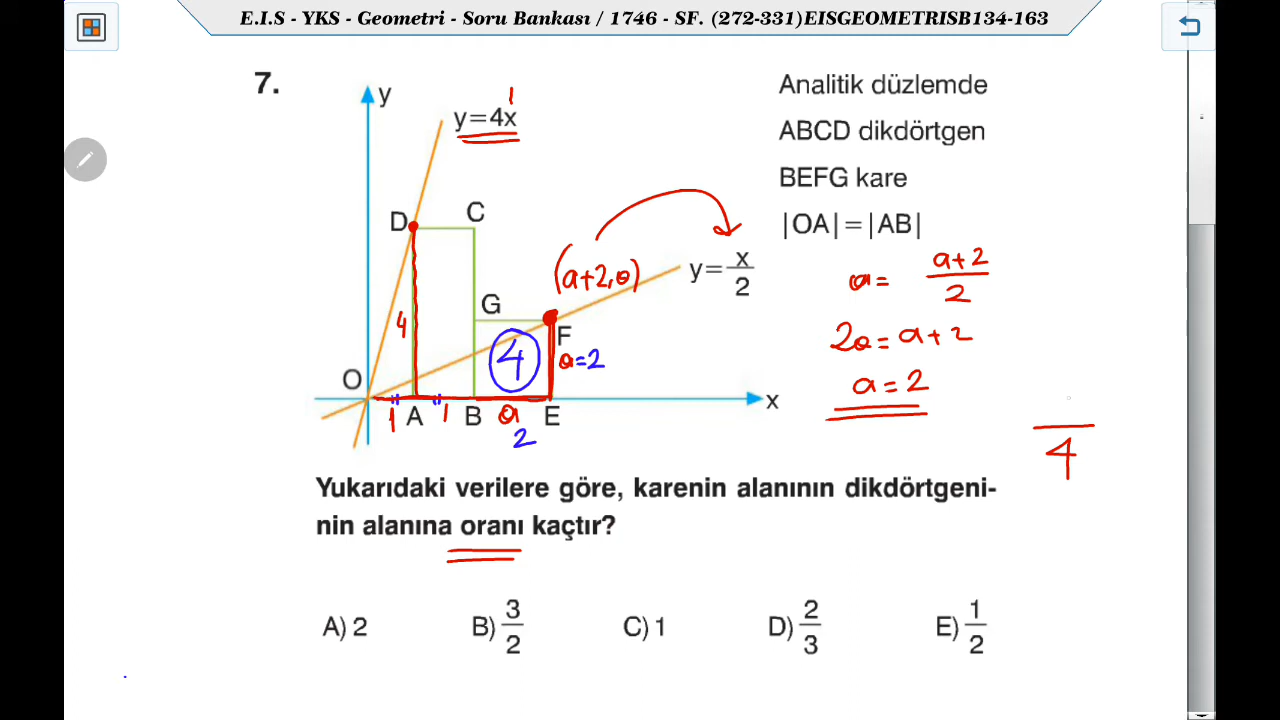 E.I.S - YKS - Geometri - Soru Bankası / 1746 - SF. (272-331)EISGEOMETRISB134-163
7.
y
1
y=4x
Analitik düzlemde
ABCD dikdörtgen
BEFG kare
|OA|=|AB|
D
C
(a+2,a)
y=x/2
a= a+2/2
2a= a+2
a=2
G
4
4
F
a=2
O
x
1
A
1
B
a
E
2
4
Yukarıdaki verilere göre, karenin alanının dikdörtgeni-
nin alanına oranı kaçtır?
A) 2
B) 3/2
C) 1
D) 2/3
E) 1/2